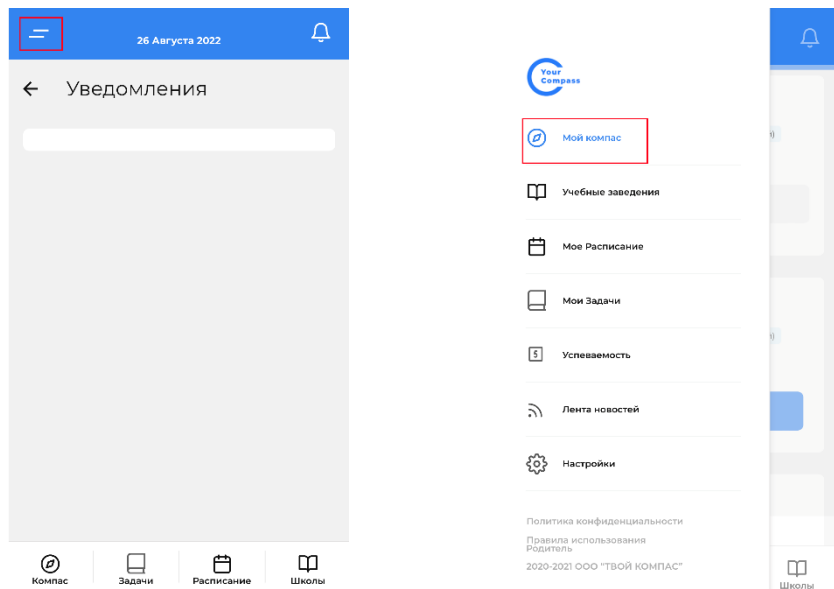 26 Августа 2022
Уведомления
Компас
Задачи
Расписание
Школы
Your
Compass
Мой компас
Учебные заведения
Мое Расписание
Мои Задачи
5
Успеваемость
Лента новостей
Настройки
Политика конфиденциальности
Правила использования
Родитель
2020-2021 ООО "ТВОЙ КОМПАС"
Школы